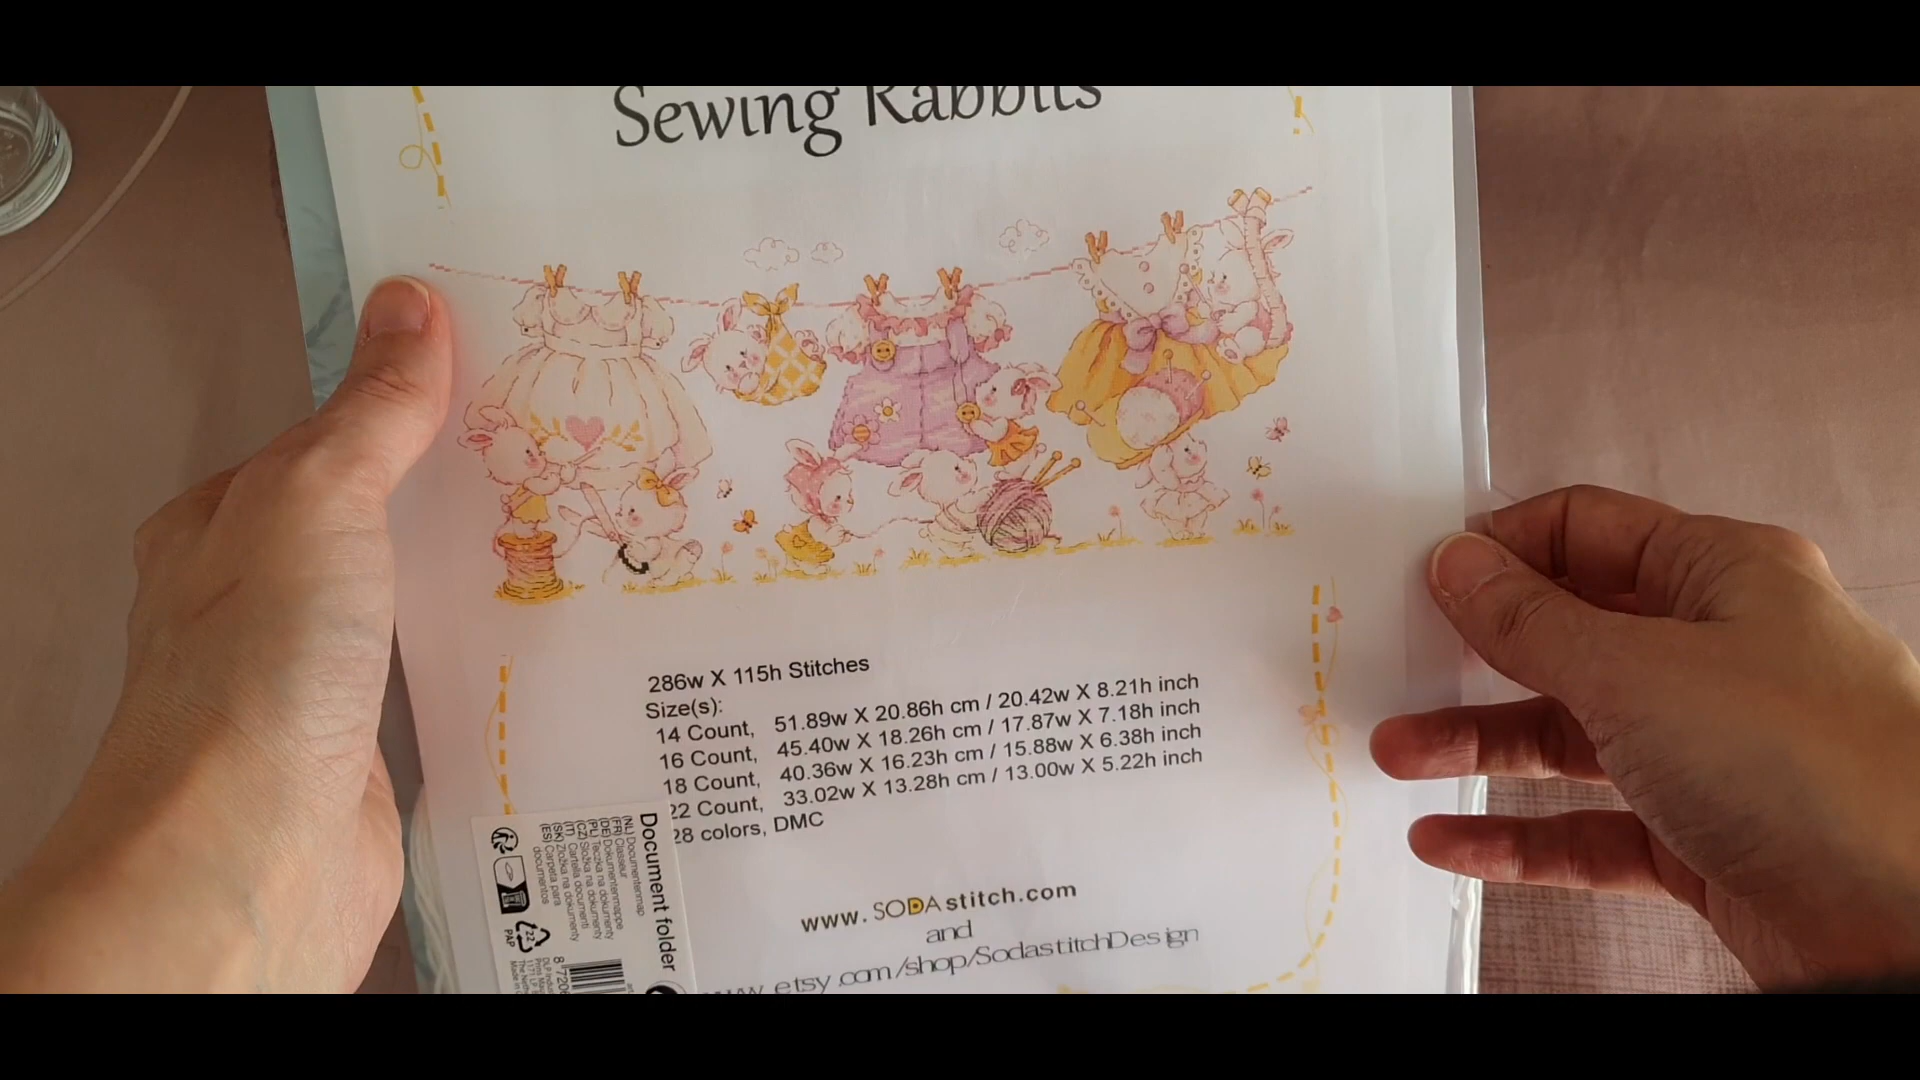 Sewing Rabbits
286w X 115h Stitches
Size(s):
14 Count, 51.89w X 20.86h cm / 20.42w X 8.21h inch
16 Count, 45.40w X 18.26h cm / 17.87w X 7.18h inch
18 Count, 40.36w X 16.23h cm / 15.88w X 6.38h inch
22 Count, 33.02w X 13.28h cm / 13.00w X 5.22h inch
28 colors, DMC
www.SODAstitch.com
and
etsy.com/shop/SodastitchDesign
Document folder
(NL) Documentenmap
(FR) Classeur
(DE) Dokumentenmappe
(PL) Teczka na dokumenty
(CZ) Složka na dokumenty
(IT) Cartella documenti
(SK) Zložka na dokumenty
(ES) Carpeta para
documentos
22
PAP